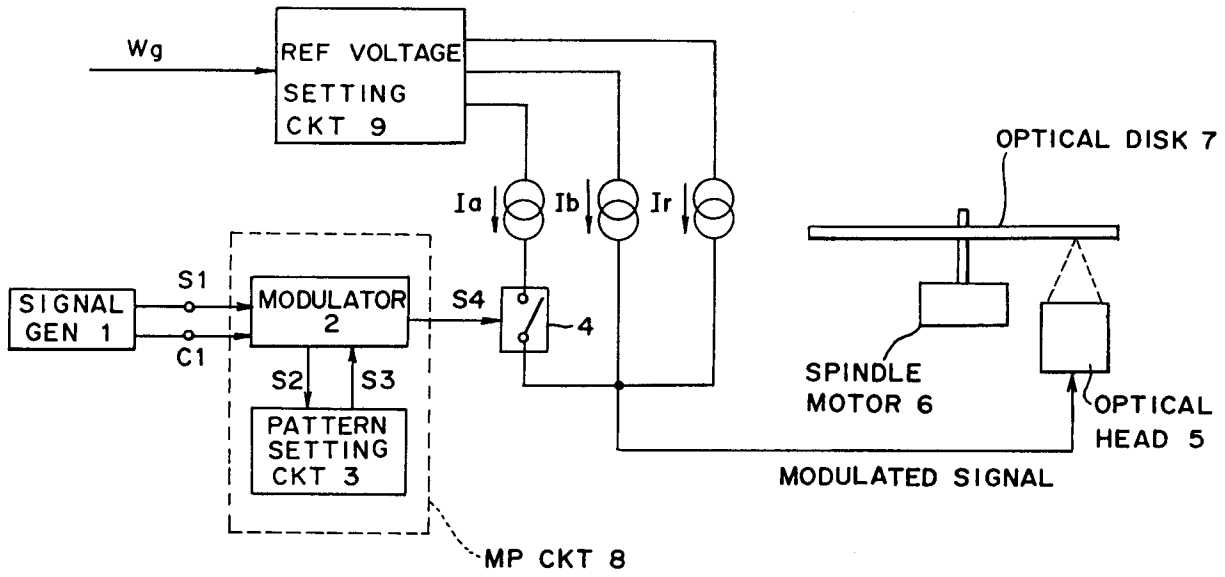 Wg
REF VOLTAGE
SETTING
CKT 9
OPTICAL DISK 7
Ia
Ib
Ir
SIGNAL
GEN 1
S1
C1
MODULATOR
2
S2
S3
PATTERN
SETTING
CKT 3
S4
4
SPINDLE
MOTOR 6
OPTICAL
HEAD 5
MODULATED SIGNAL
MP CKT 8